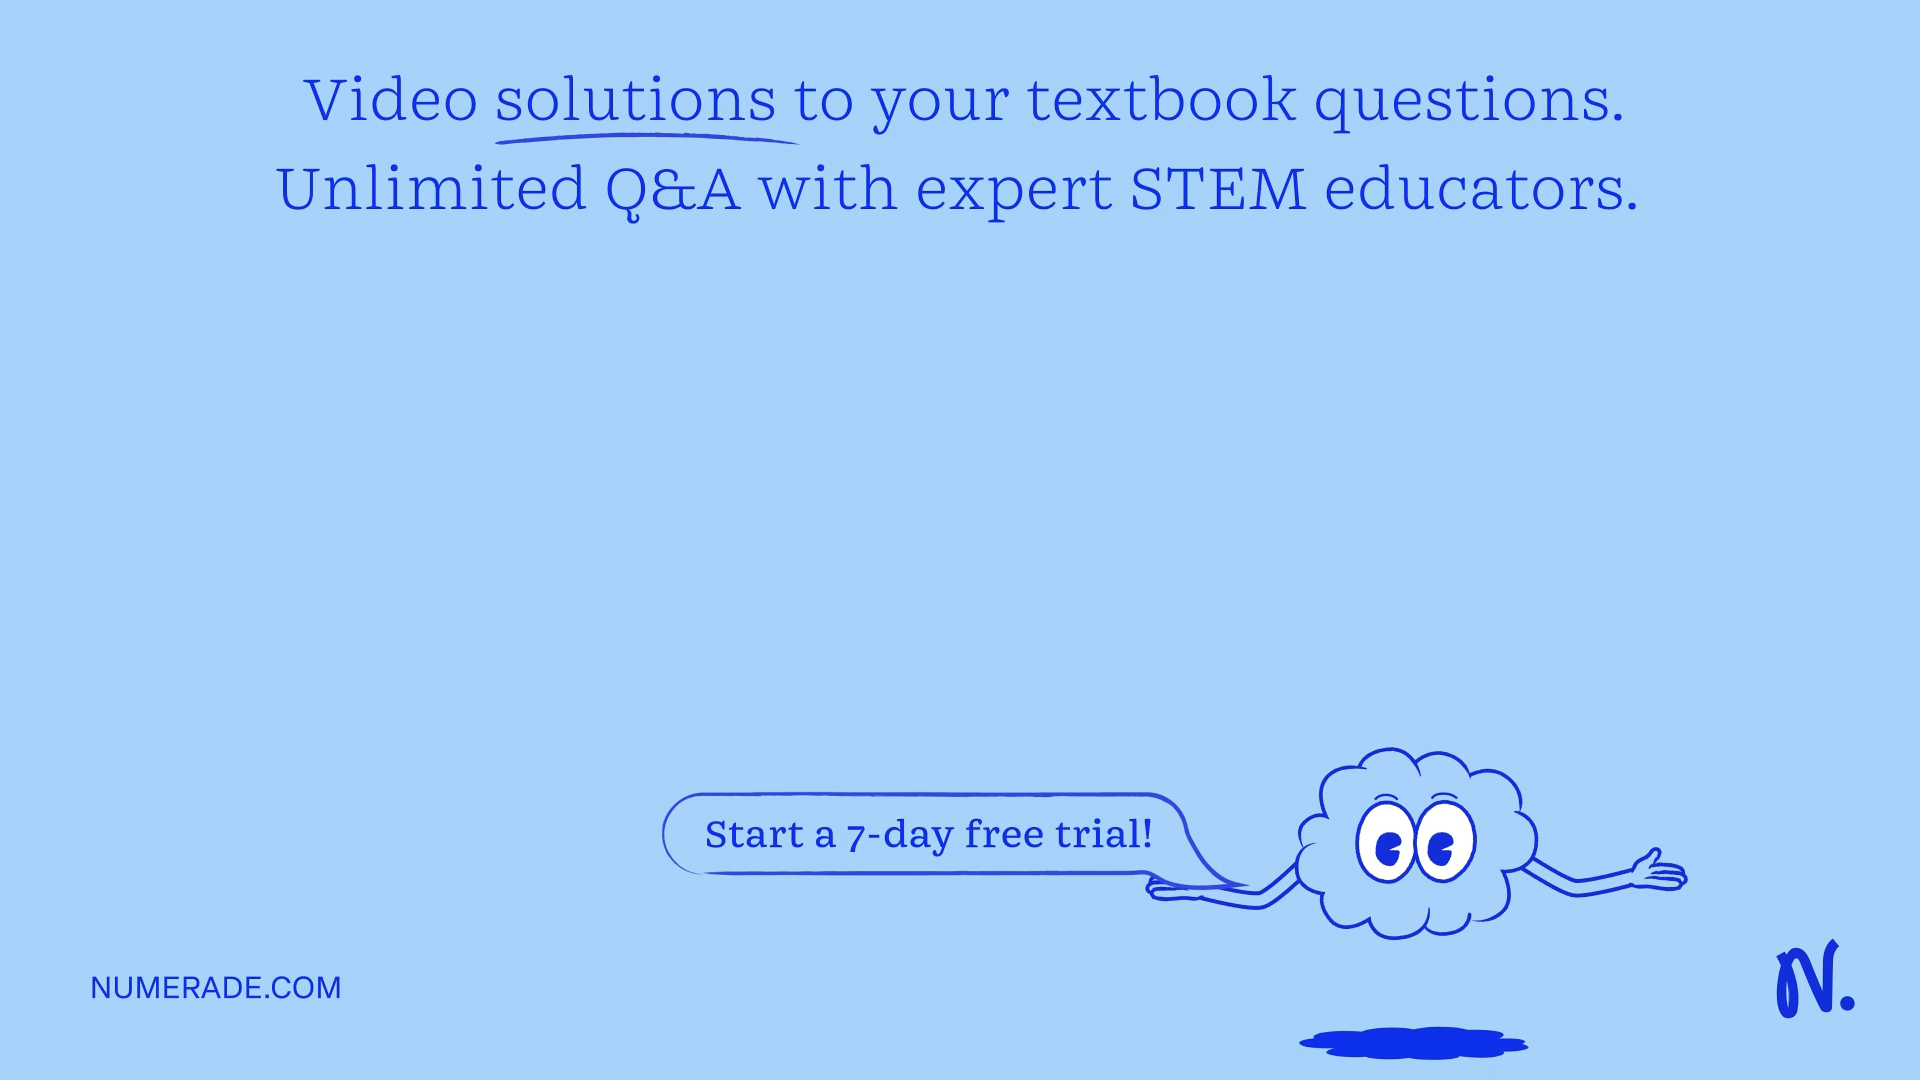 Video solutions to your textbook questions.
Unlimited Q&A with expert STEM educators.
Start a 7-day free trial!
NUMERADE.COM
N.